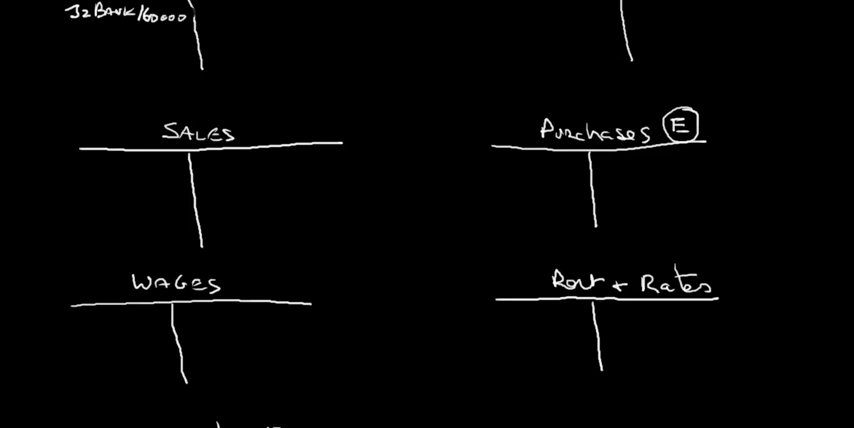 J2 BANK/60000
SALES
Purchases E
WAGES
Rent + Rates